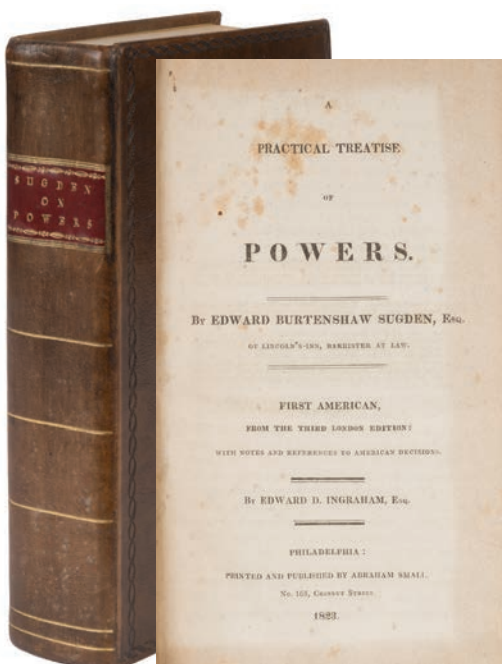 SUGDEN
ON
POWERS
A
PRACTICAL TREATISE
OF
POWERS.
BY EDWARD BURTENSHAW SUGDEN, ESQ.
OF LINCOLN'S-INN, BARRISTER AT LAW.
FIRST AMERICAN,
FROM THE THIRD LONDON EDITION:
WITH NOTES AND REFERENCES TO AMERICAN DECISIONS.
BY EDWARD D. INGRAHAM, ESQ.
PHILADELPHIA:
PRINTED AND PUBLISHED BY ABRAHAM SMALL.
No. 165, CHESNUT STREET.
1823.